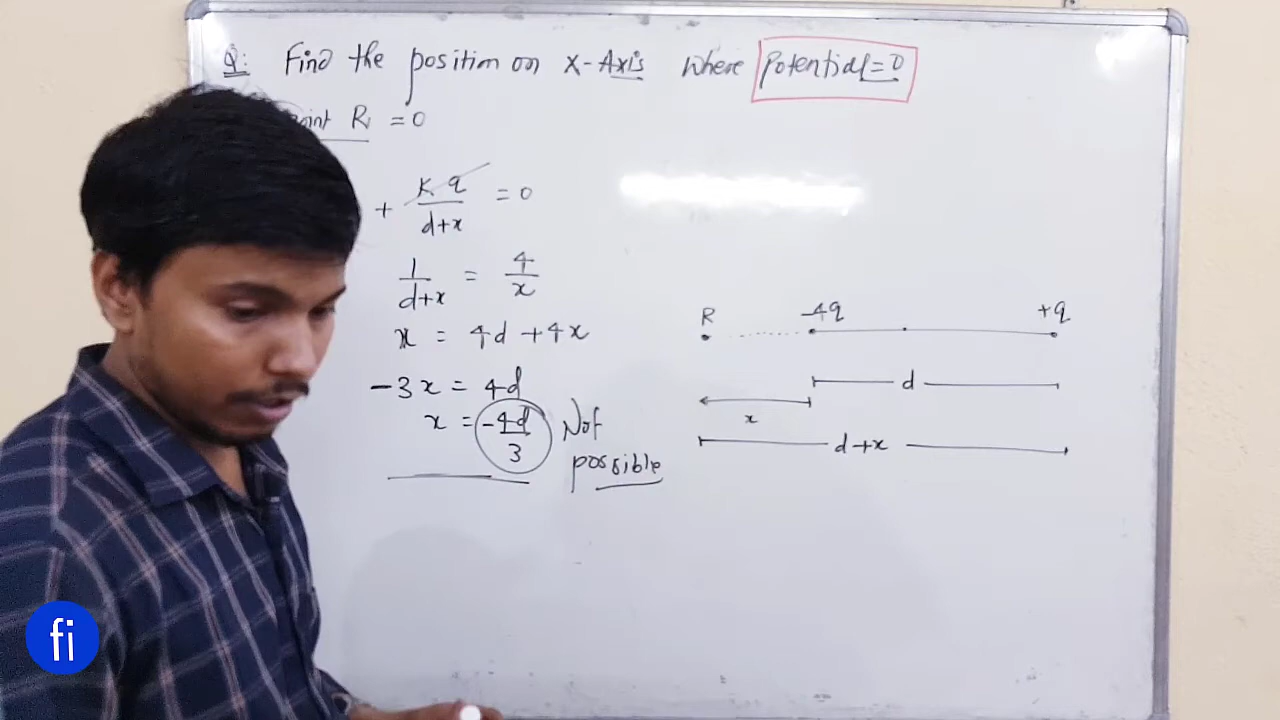 Q: Find the position on X-Axis where Potential=0
oint R = 0
+ Kq/d+x = 0
1/d+x = 4/x
x = 4d + 4x
-3x = 4d
x = -4d/3 Not possible
R -4q +q
d
x
d+x
fi